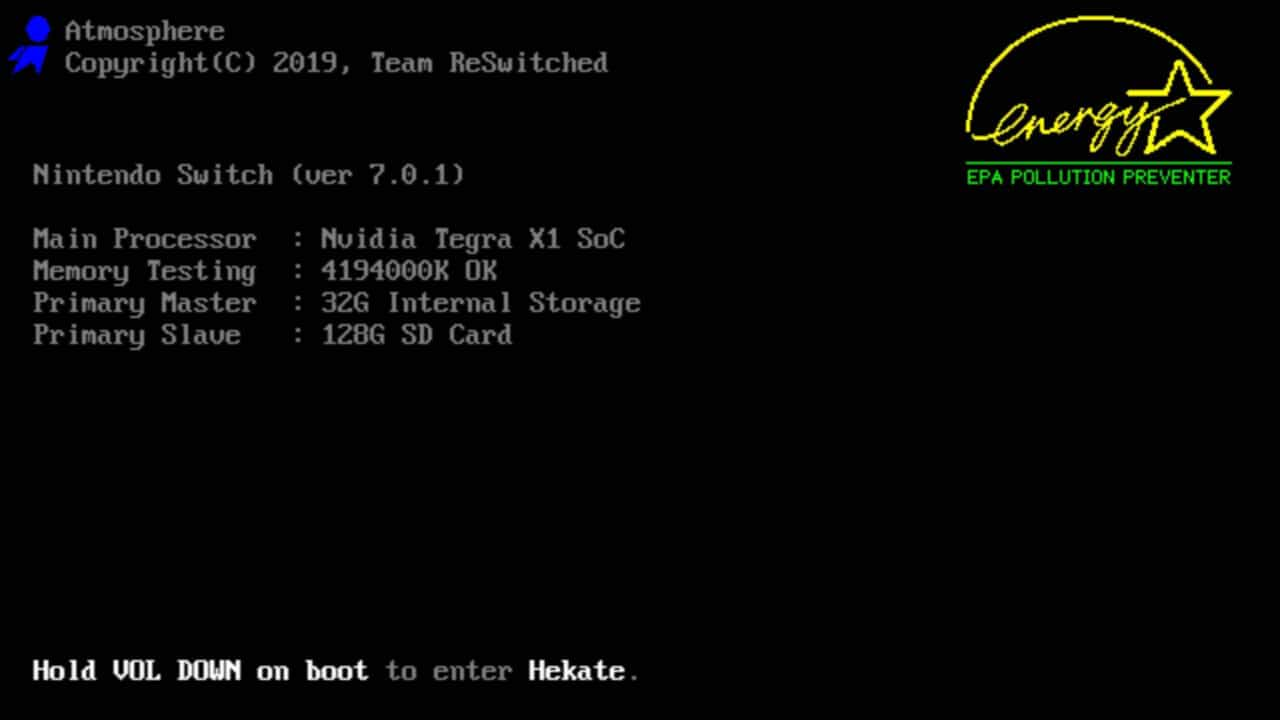 Atmosphere
Copyright(C) 2019, Team ReSwitched
energy
EPA POLLUTION PREVENTER
Nintendo Switch (ver 7.0.1)
Main Processor : Nvidia Tegra X1 SoC
Memory Testing : 4194000K OK
Primary Master : 32G Internal Storage
Primary Slave : 128G SD Card
Hold VOL DOWN on boot to enter Hekate.